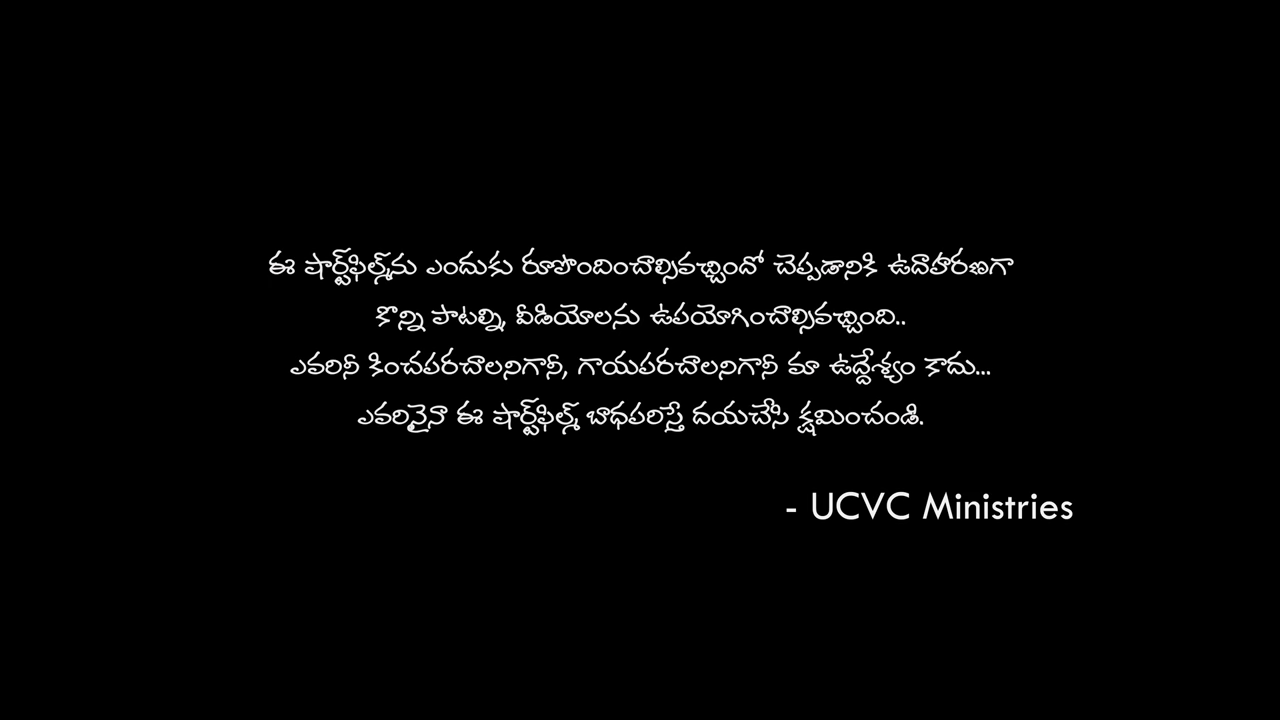 ఈ షార్ట్‌ఫిల్మ్‌ను ఎందుకు రూపొందించాల్సివచ్చిందో చెప్పడానికి ఉదాహరణగా
కొన్ని పాటల్ని, వీడియోలను ఉపయోగించాల్సివచ్చింది..
ఎవరినీ కించపరచాలనిగానీ, గాయపరచాలనిగానీ మా ఉద్దేశ్యం కాదు...
ఎవరినైనా ఈ షార్ట్‌ఫిల్మ్ బాధపరిస్తే దయచేసి క్షమించండి.
- UCVC Ministries